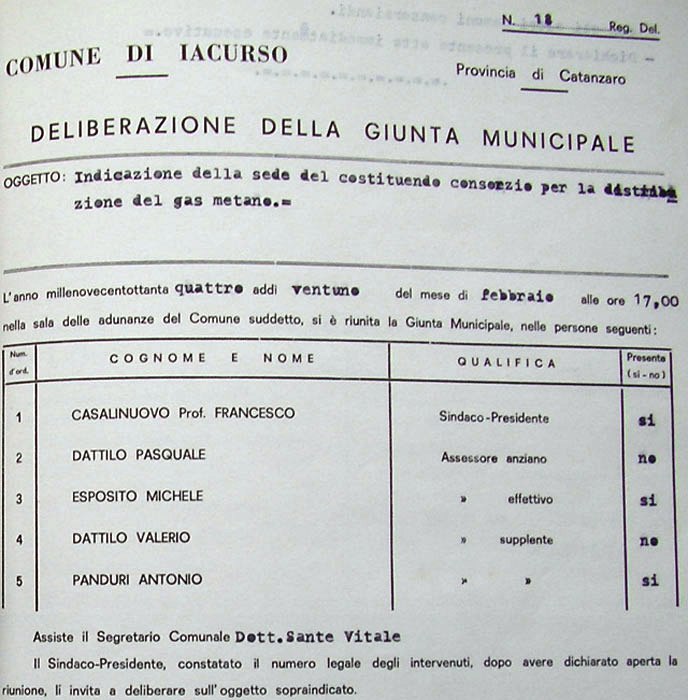 N. 18 Reg. Del.
COMUNE DI IACURSO
Provincia di Catanzaro
DELIBERAZIONE DELLA GIUNTA MUNICIPALE
OGGETTO: Indicazione della sede del costituendo consorzio per la distribu
zione del gas metano.=
L'anno millenovecentottanta quattro addì ventuno del mese di febbraio alle ore 17,00
nella sala delle adunanze del Comune suddetto, si è riunita la Giunta Municipale, nelle persone seguenti:
Num. d'ord. COGNOME E NOME QUALIFICA Presente (si - no)
1 CASALINUOVO Prof. FRANCESCO Sindaco-Presidente si
2 DATTILO PASQUALE Assessore anziano no
3 ESPOSITO MICHELE » effettivo si
4 DATTILO VALERIO » supplente no
5 PANDURI ANTONIO » » si
Assiste il Segretario Comunale Dott.Sante Vitale
Il Sindaco-Presidente, constatato il numero legale degli intervenuti, dopo avere dichiarato aperta la
riunione, li invita a deliberare sull'oggetto sopraindicato.